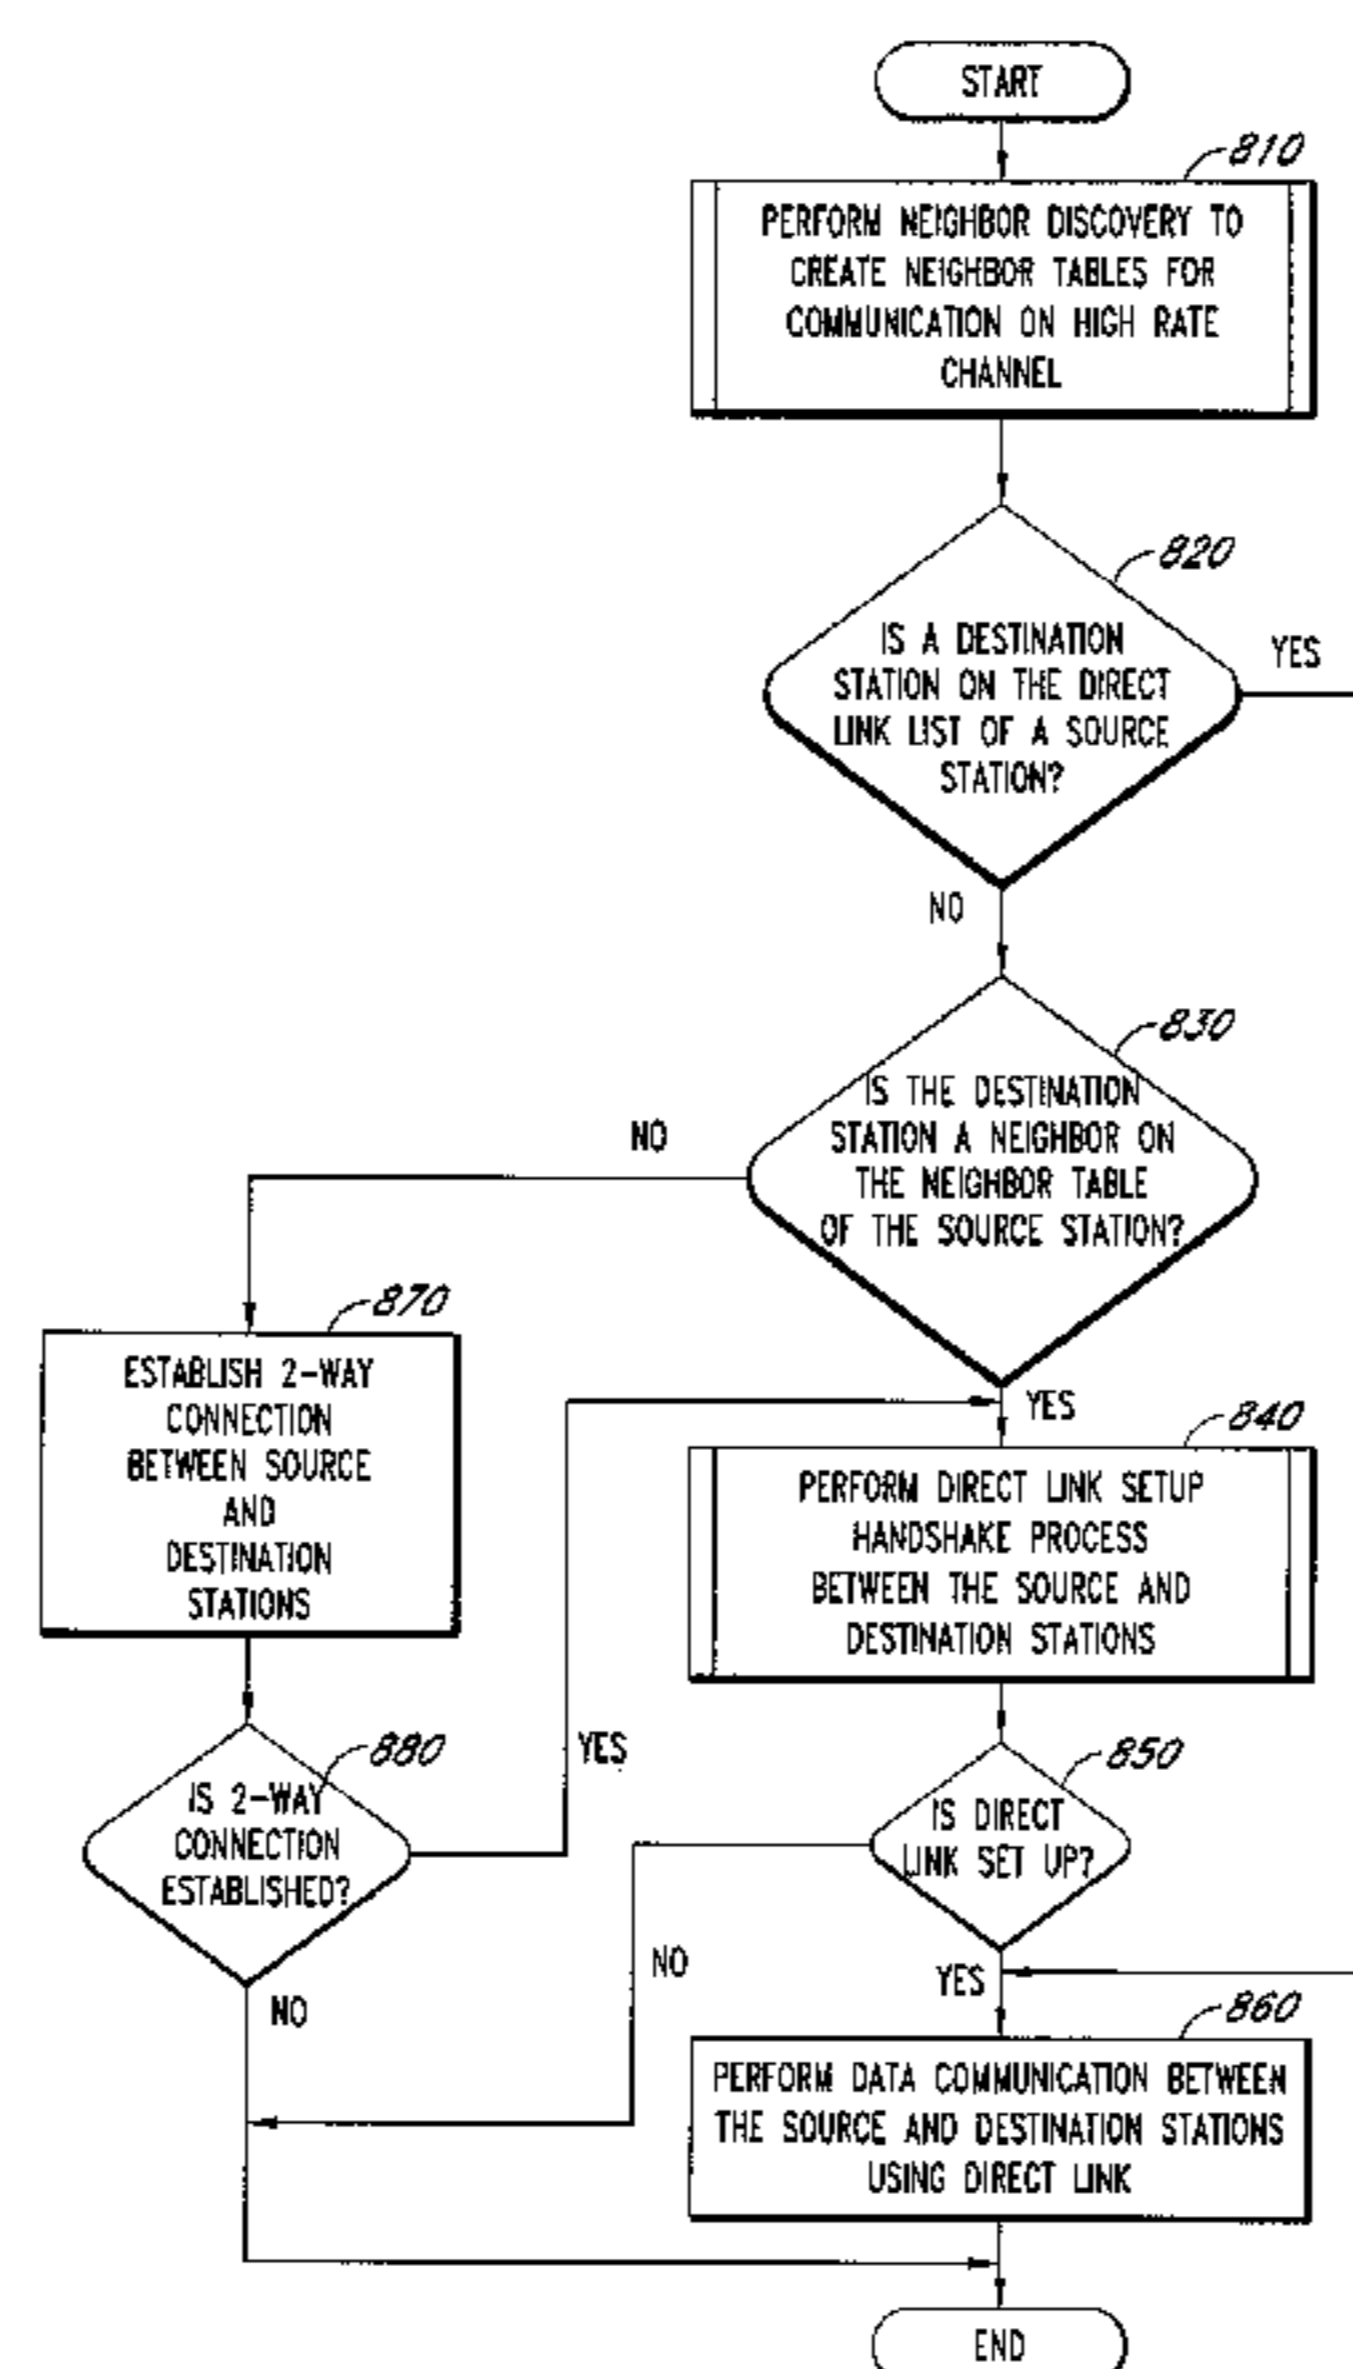 START
810
PERFORM NEIGHBOR DISCOVERY TO
CREATE NEIGHBOR TABLES FOR
COMMUNICATION ON HIGH RATE
CHANNEL
820
IS A DESTINATION
STATION ON THE DIRECT
LINK LIST OF A SOURCE
STATION?
YES
NO
830
IS THE DESTINATION
STATION A NEIGHBOR ON
THE NEIGHBOR TABLE
OF THE SOURCE STATION?
NO
YES
870
ESTABLISH 2-WAY
CONNECTION
BETWEEN SOURCE
AND
DESTINATION
STATIONS
840
PERFORM DIRECT LINK SETUP
HANDSHAKE PROCESS
BETWEEN THE SOURCE AND
DESTINATION STATIONS
880
IS 2-WAY
CONNECTION
ESTABLISHED?
YES
NO
850
IS DIRECT
LINK SET UP?
NO
YES
860
PERFORM DATA COMMUNICATION BETWEEN
THE SOURCE AND DESTINATION STATIONS
USING DIRECT LINK
END